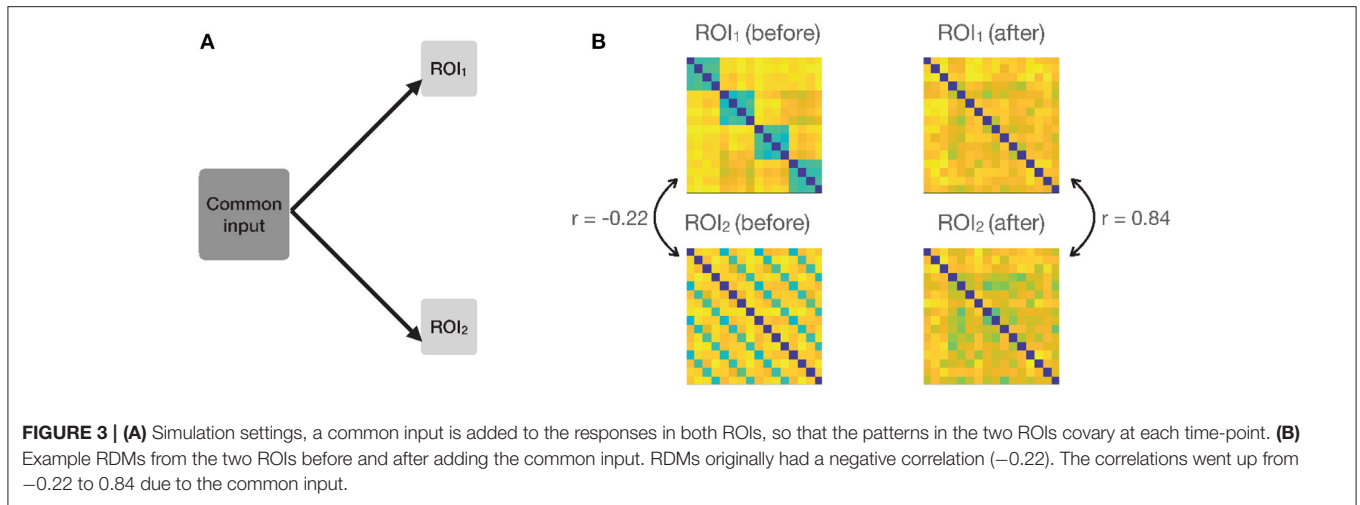 A
Common
input
ROI₁
ROI₂
B
ROI₁ (before)
ROI₁ (after)
r = -0.22
r = 0.84
ROI₂ (before)
ROI₂ (after)
FIGURE 3 | (A) Simulation settings, a common input is added to the responses in both ROIs, so that the patterns in the two ROIs covary at each time-point. (B)
Example RDMs from the two ROIs before and after adding the common input. RDMs originally had a negative correlation (−0.22). The correlations went up from
−0.22 to 0.84 due to the common input.